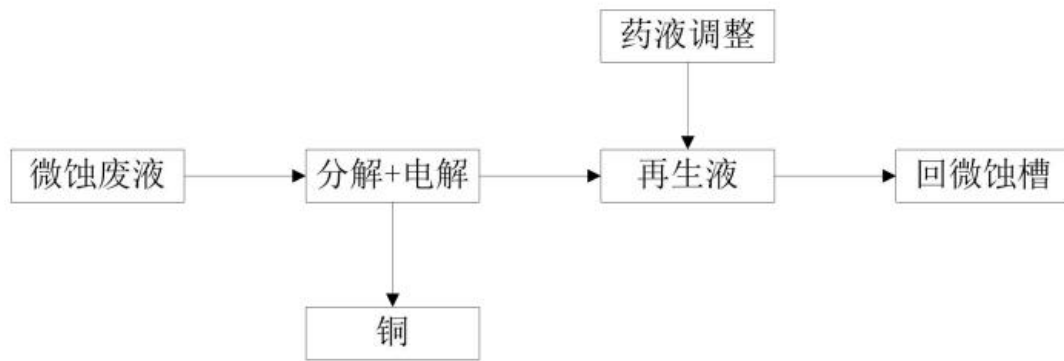 药液调整
微蚀废液
分解+电解
再生液
回微蚀槽
铜